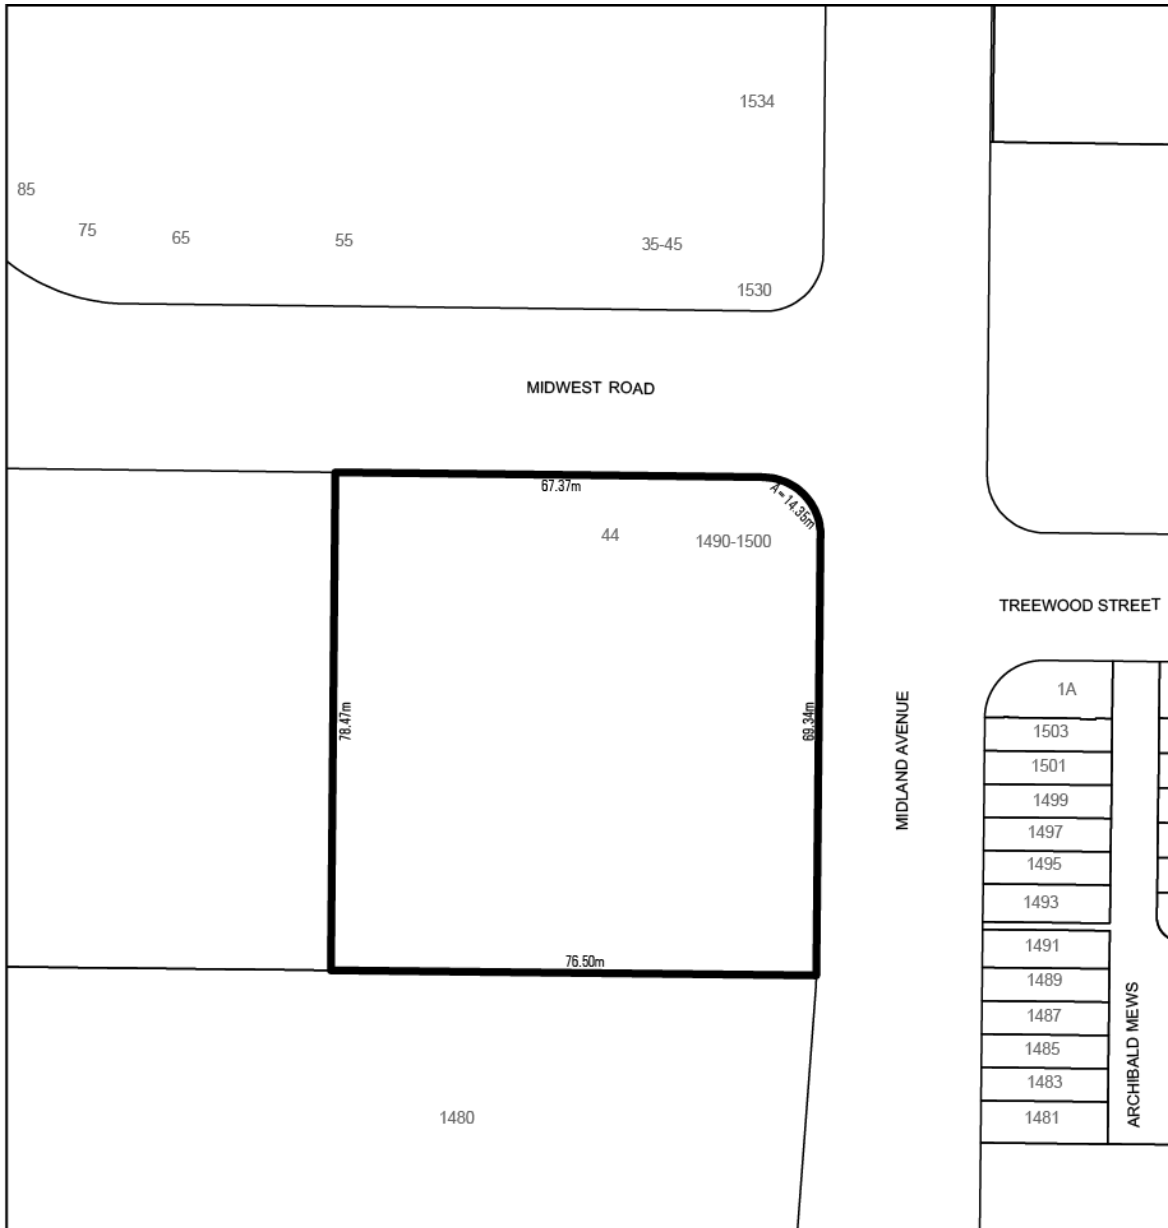 1534
85
75
65
55
35-45
1530
MIDWEST ROAD
67.37m
A = 14.35m
44
1490-1500
TREEWOOD STREET
1A
78.47m
69.34m
MIDLAND AVENUE
1503
1501
1499
1497
1495
1493
1491
1489
1487
1485
1483
1481
ARCHIBALD MEWS
76.50m
1480